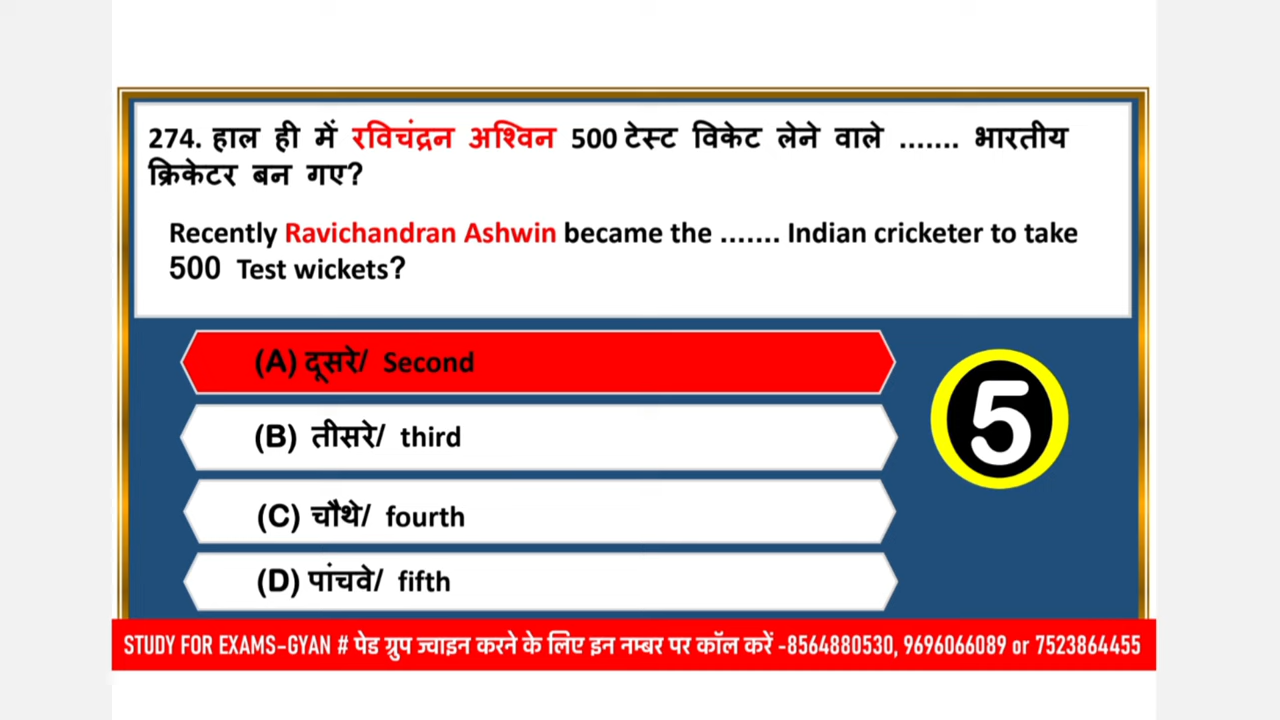 274. हाल ही में रविचंद्रन अश्विन 500 टेस्ट विकेट लेने वाले ....... भारतीय
क्रिकेटर बन गए?
Recently Ravichandran Ashwin became the ....... Indian cricketer to take
500 Test wickets?
(A) दूसरे/ Second
(B) तीसरे/ third
(C) चौथे/ fourth
(D) पांचवे/ fifth
5
STUDY FOR EXAMS-GYAN # पेड ग्रुप ज्वाइन करने के लिए इन नम्बर पर कॉल करें -8564880530, 9696066089 or 7523864455